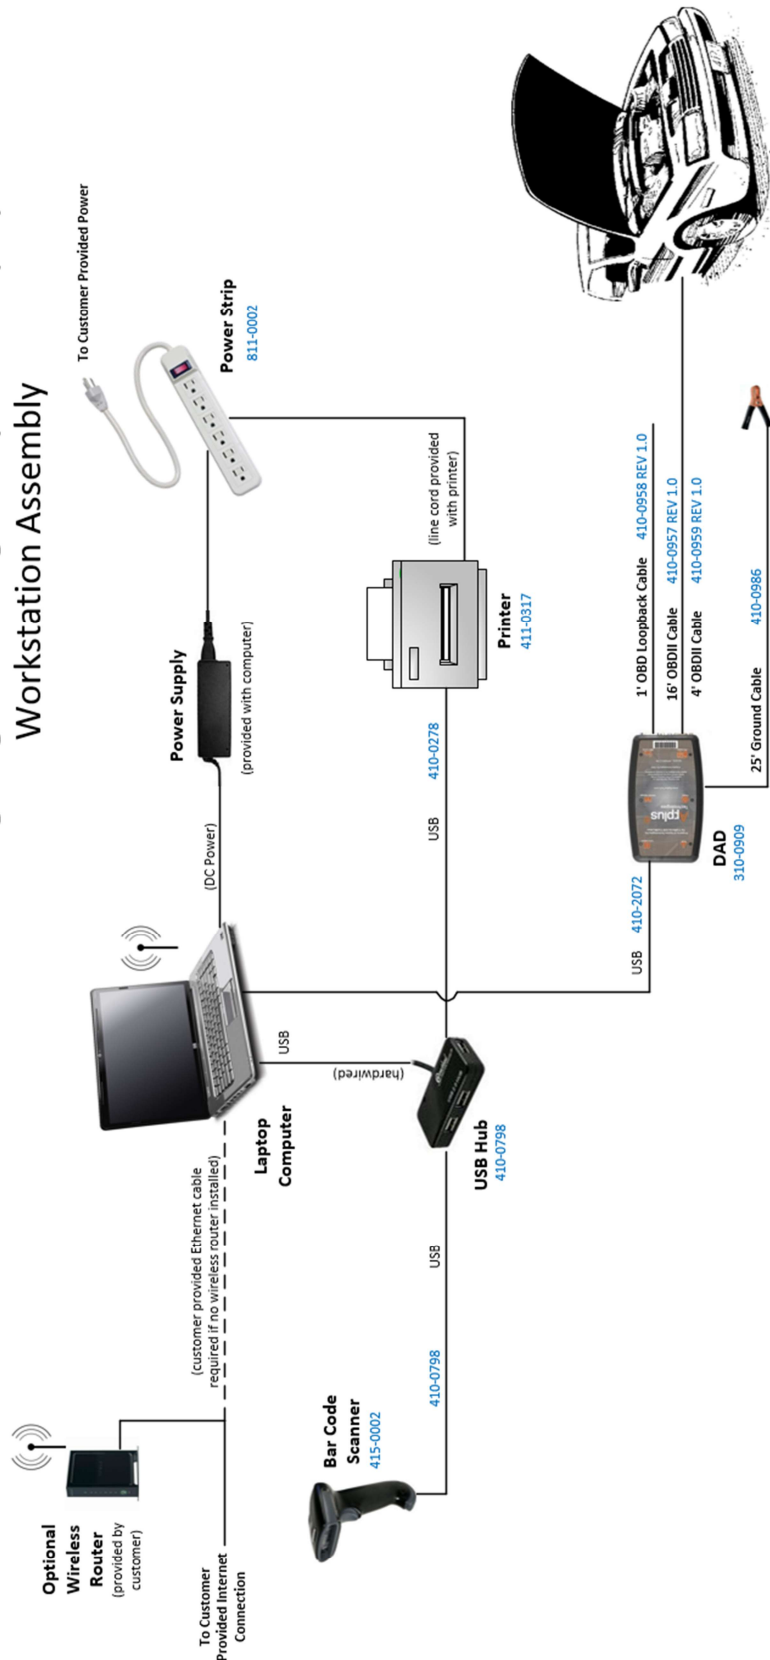 Workstation Assembly
To Customer Provided Power
Optional
Wireless
Router
(provided by
customer)
To Customer
Provided Internet
Connection
(customer provided Ethernet cable
required if no wireless router installed)
Laptop
Computer
(DC Power)
Power Supply
(provided with computer)
Power Strip
811-0002
Bar Code
Scanner
415-0002
410-0798
USB
USB
(hardwired)
USB Hub
410-0798
USB
410-0278
Printer
411-0317
(line cord provided
with printer)
USB
410-2072
Applus
DAD
310-0909
1' OBD Loopback Cable 410-0958 REV 1.0
16' OBDII Cable 410-0957 REV 1.0
4' OBDII Cable 410-0959 REV 1.0
25' Ground Cable 410-0986